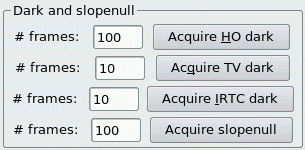 Dark and slopenull
# frames: 100 Acquire HO dark
# frames: 10 Acquire TV dark
# frames: 10 Acquire IRTC dark
# frames: 100 Acquire slopenull